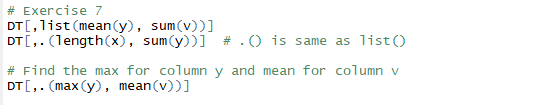 # Exercise 7
DT[,list(mean(y), sum(v))]
DT[,.(length(x), sum(y))]  # .() is same as list()
# Find the max for column y and mean for column v
DT[,.(max(y), mean(v))]